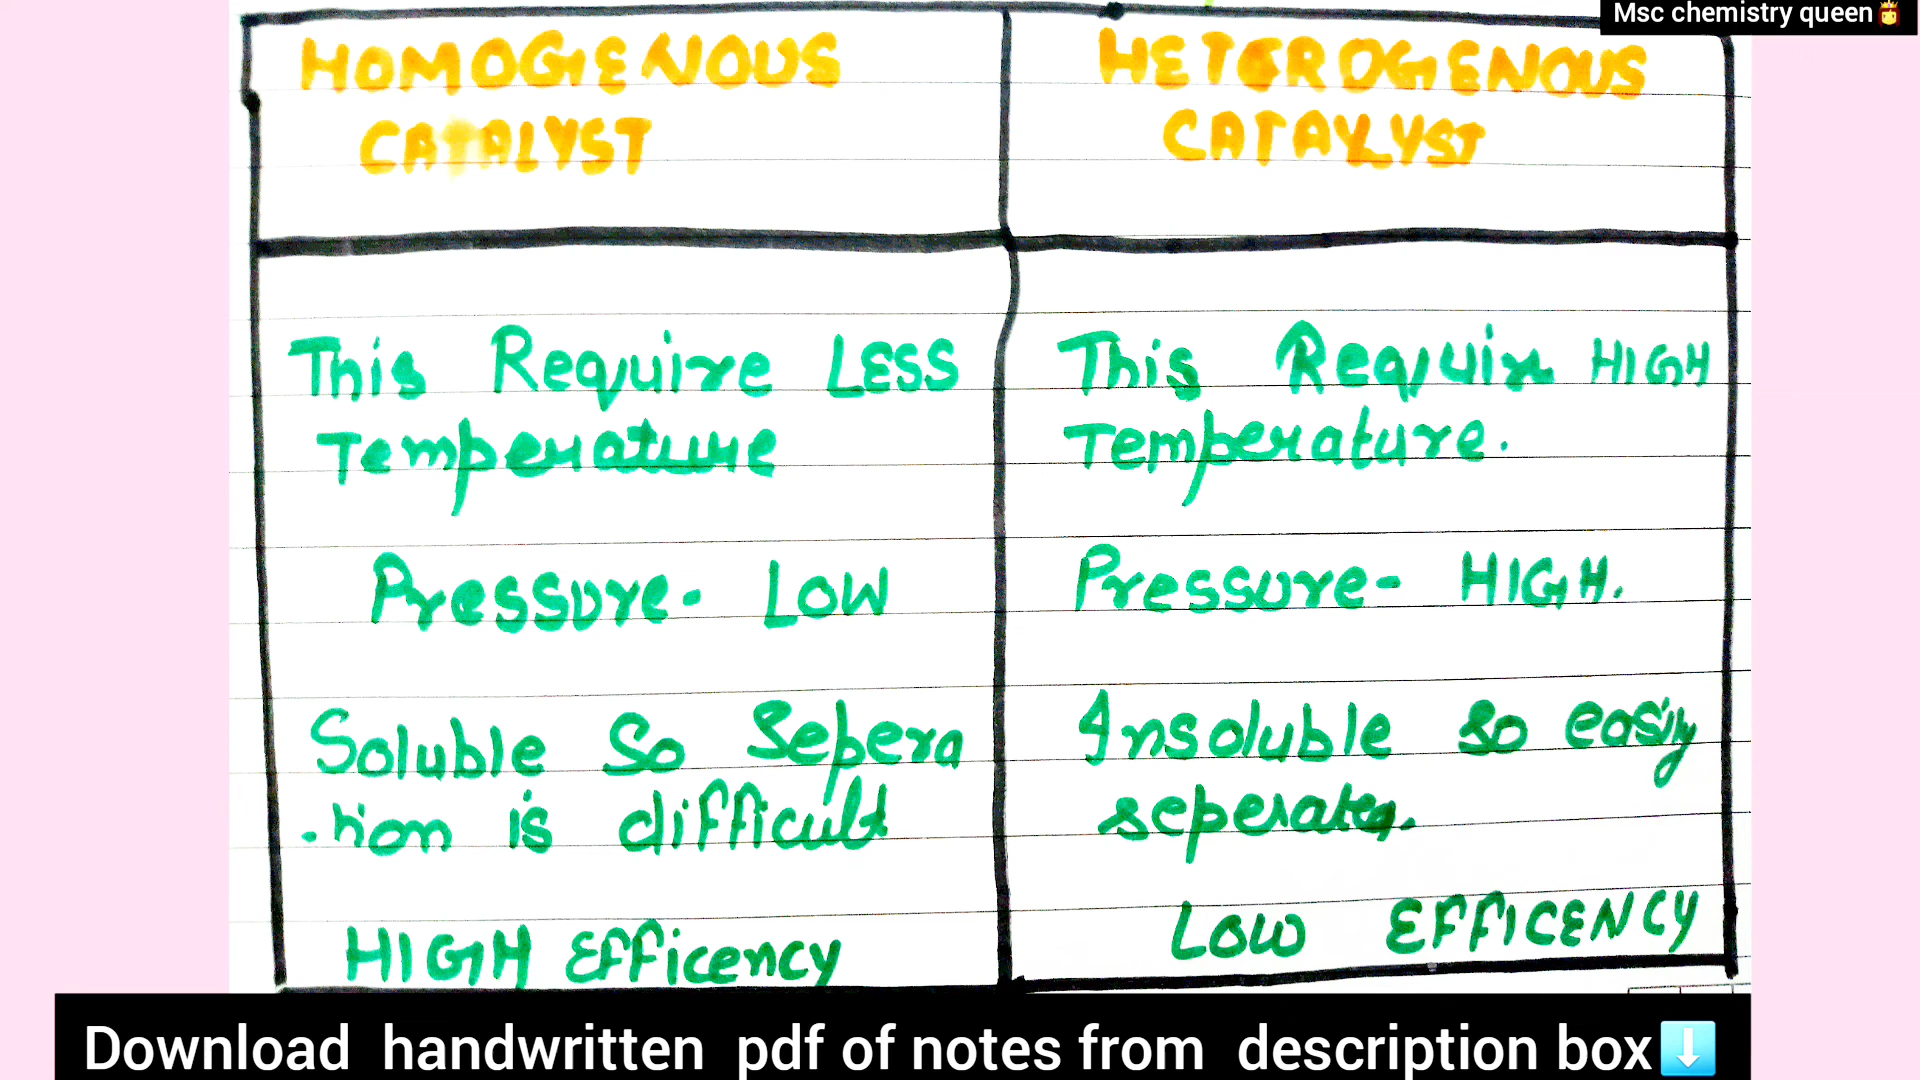 Msc chemistry queen👸
HOMOGENOUS
CATALYST
HETEROGENOUS
CATALYST
This Require LESS
Temperature
Pressure- LOW
Soluble So Sepera
-tion is difficult
HIGH Efficency
This Require HIGH
Temperature.
Pressure- HIGH.
Insoluble so easily
seperated.
LOW EFFICENCY
Download handwritten pdf of notes from description box⬇️